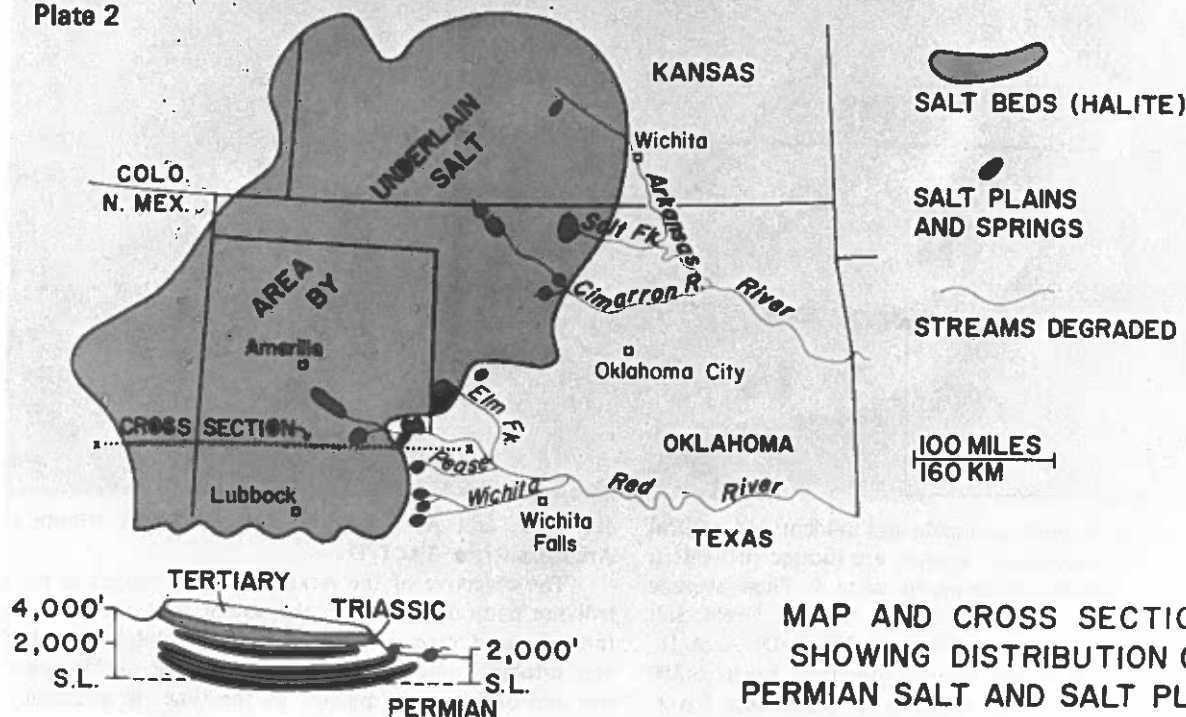 Plate 2
KANSAS
SALT BEDS (HALITE)
UNDERLAIN
SALT
Wichita
COLO.
N. MEX.
Arkansas
SALT PLAINS
AND SPRINGS
Salt Fk.
AREA
BY
Cimarron R.
River
STREAMS DEGRADED
Amarillo
Oklahoma City
Elm Fk.
CROSS SECTION
x
x
OKLAHOMA
100 MILES
160 KM
Pease
Lubbock
Wichita
Red River
Wichita
Falls
TEXAS
TERTIARY
4,000'
TRIASSIC
2,000'
2,000'
S.L.
S.L.
PERMIAN
MAP AND CROSS SECTIO
SHOWING DISTRIBUTION
PERMIAN SALT AND SALT PL